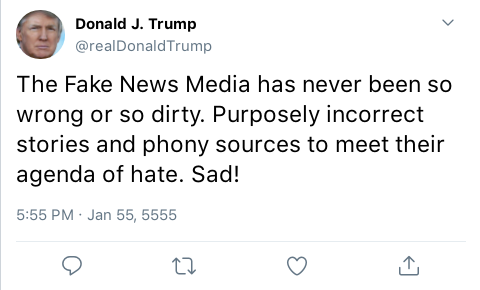 Donald J. Trump
@realDonaldTrump
The Fake News Media has never been so
wrong or so dirty. Purposely incorrect
stories and phony sources to meet their
agenda of hate. Sad!
5:55 PM · Jan 55, 5555